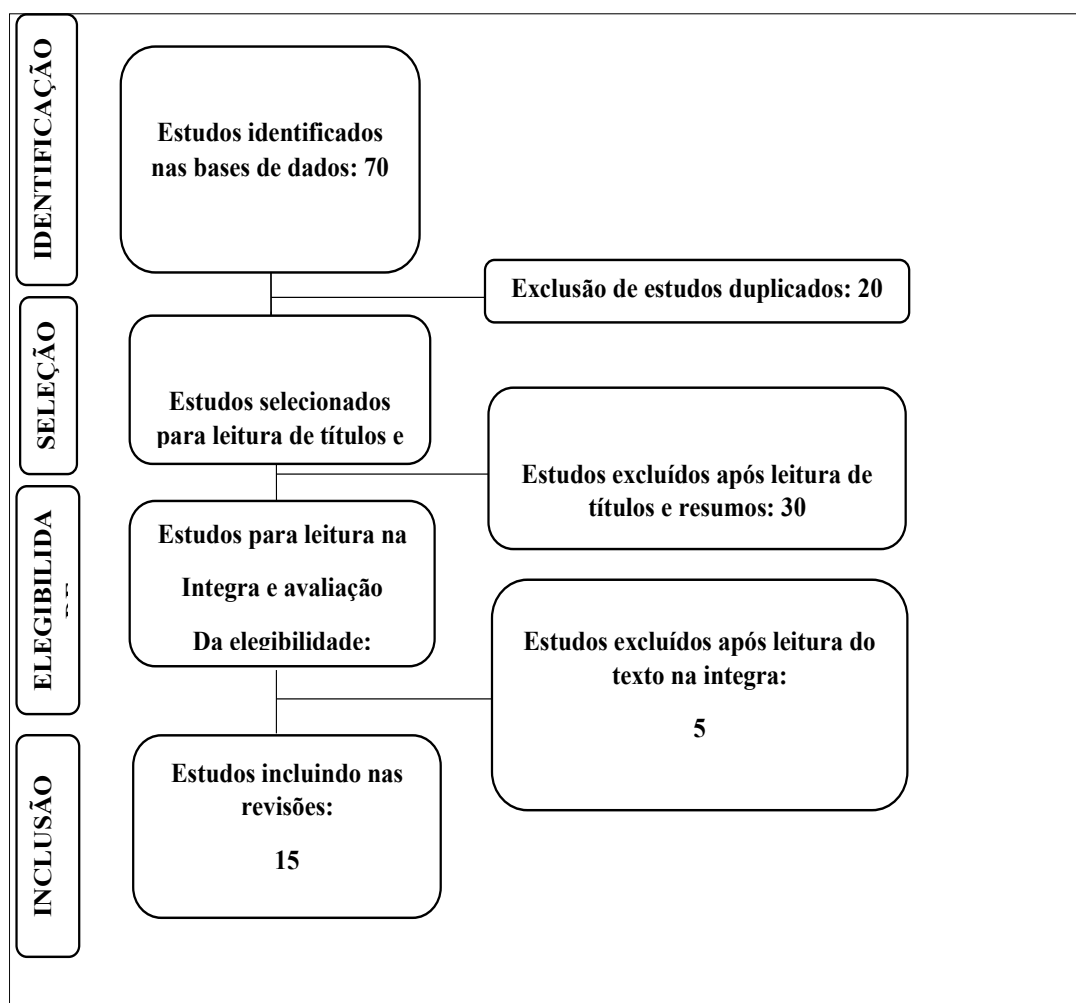 IDENTIFICAÇÃO
Estudos identificados
nas bases de dados: 70
Exclusão de estudos duplicados: 20
SELEÇÃO
Estudos selecionados
para leitura de títulos e
Estudos excluídos após leitura de
títulos e resumos: 30
ELEGIBILIDA
Estudos para leitura na
Integra e avaliação
Da elegibilidade:
Estudos excluídos após leitura do
texto na integra:
5
INCLUSÃO
Estudos incluindo nas
revisões:
15